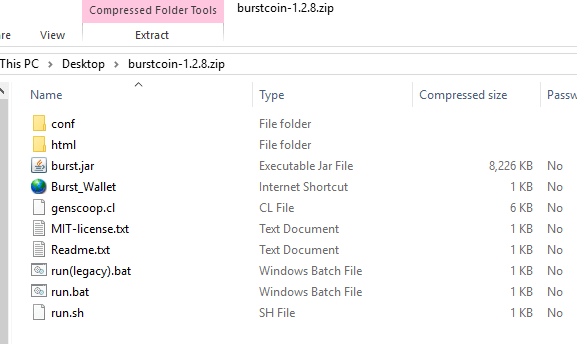 Compressed Folder Tools burstcoin-1.2.8.zip
are View Extract
This PC > Desktop > burstcoin-1.2.8.zip
Name Type Compressed size Passw
conf File folder
html File folder
burst.jar Executable Jar File 8,226 KB No
Burst_Wallet Internet Shortcut 1 KB No
genscoop.cl CL File 6 KB No
MIT-license.txt Text Document 1 KB No
Readme.txt Text Document 1 KB No
run(legacy).bat Windows Batch File 1 KB No
run.bat Windows Batch File 1 KB No
run.sh SH File 1 KB No